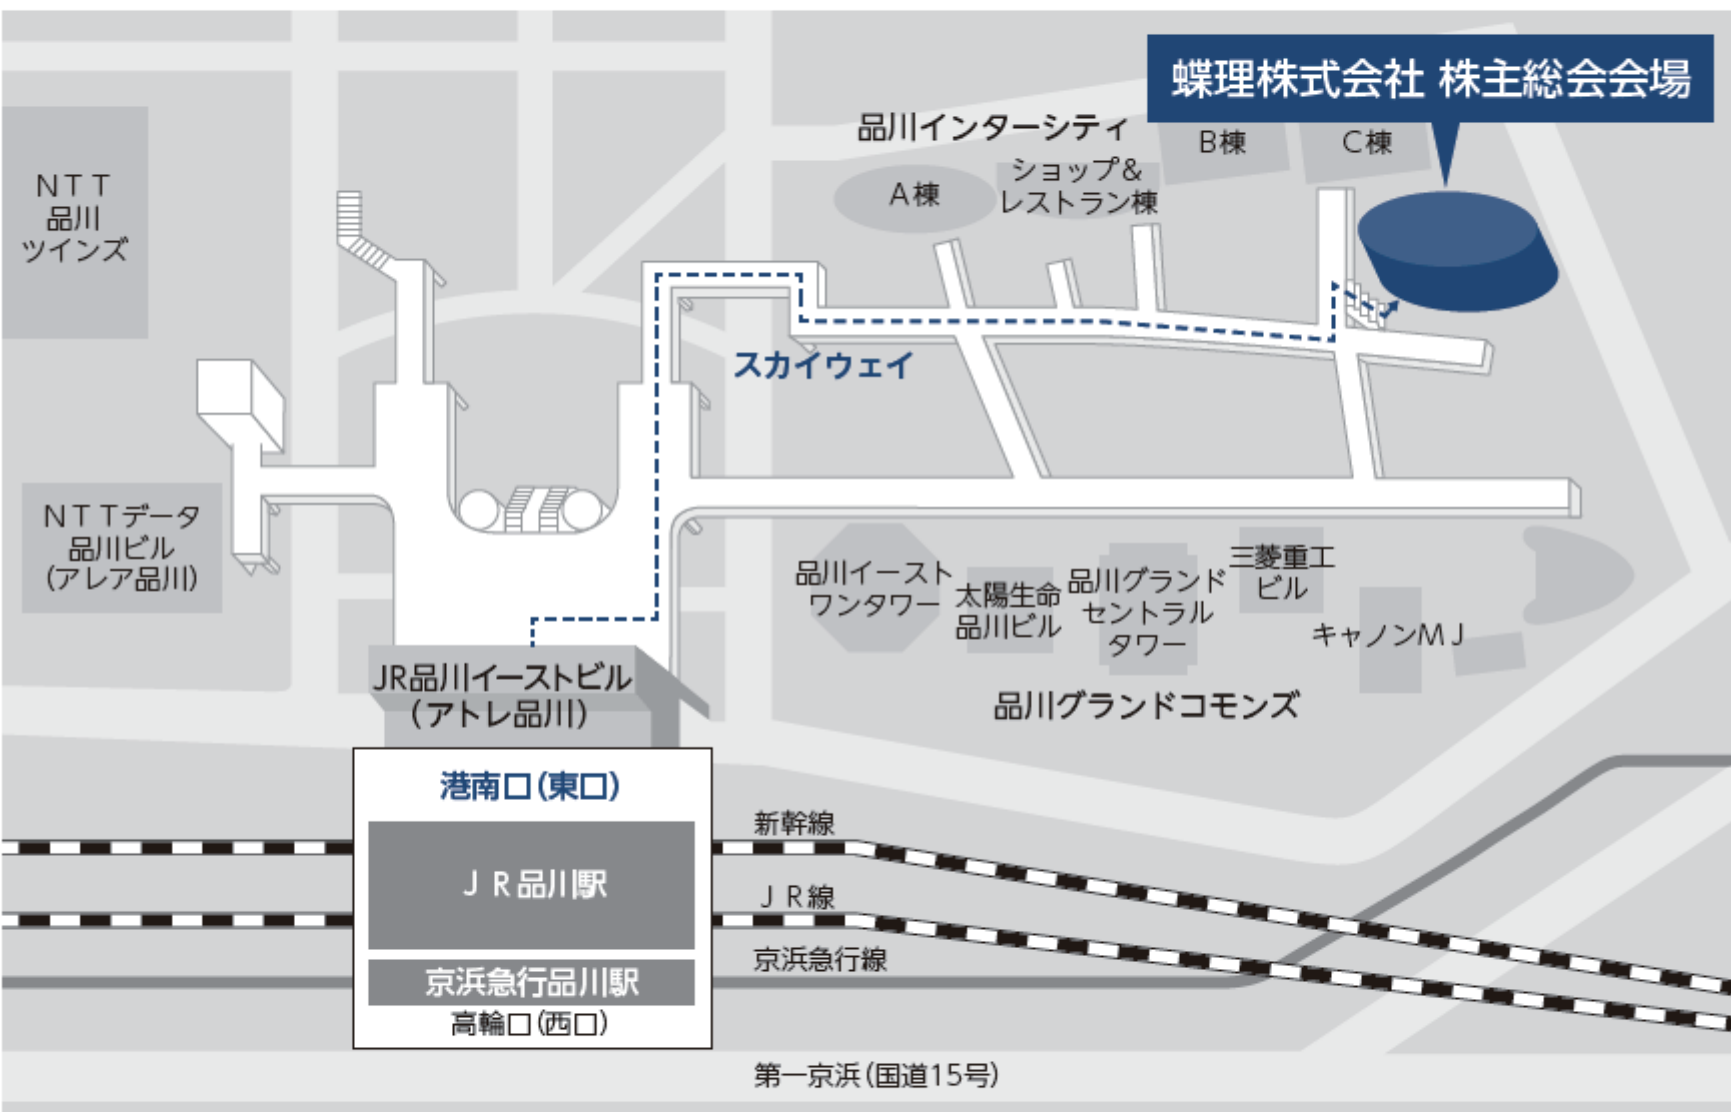 蝶理株式会社 株主総会会場
品川インターシティ
B棟
C棟
ショップ&
レストラン棟
A棟
NTT
品川
ツインズ
スカイウェイ
NTTデータ
品川ビル
(アレア品川)
品川イースト
ワンタワー
太陽生命
品川ビル
品川グランド
セントラル
タワー
三菱重工
ビル
キャノンMJ
品川グランドコモンズ
JR品川イーストビル
(アトレ品川)
港南口(東口)
JR品川駅
京浜急行品川駅
高輪口(西口)
新幹線
JR線
京浜急行線
第一京浜(国道15号)